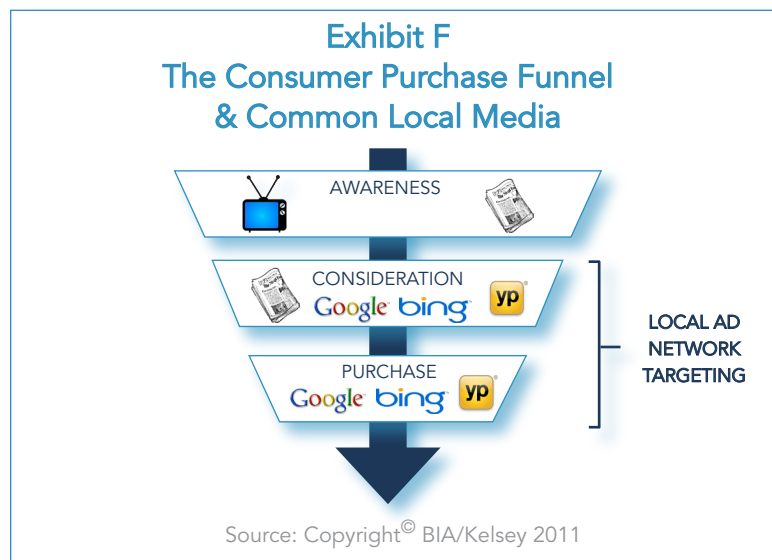 Exhibit F
The Consumer Purchase Funnel
& Common Local Media
AWARENESS
CONSIDERATION
Google bing yp
LOCAL AD
NETWORK
TARGETING
PURCHASE
Google bing yp
Source: Copyright© BIA/Kelsey 2011